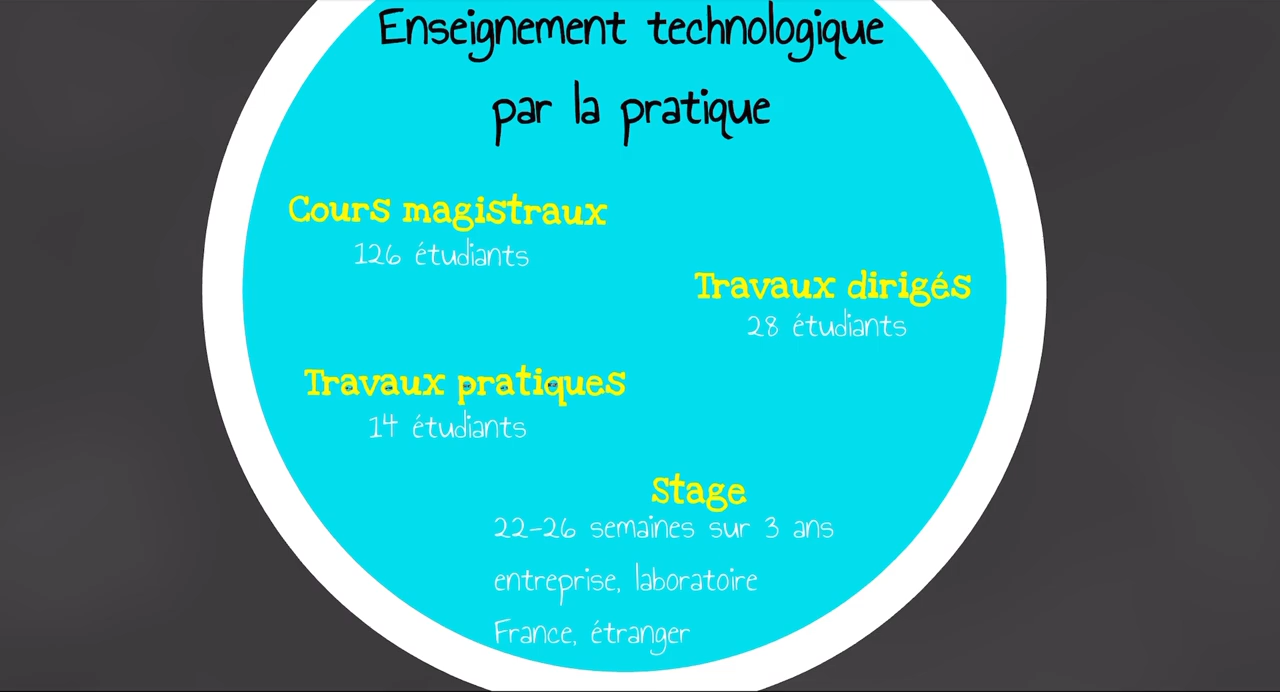 Enseignement technologique
par la pratique
Cours magistraux
126 étudiants
Travaux dirigés
28 étudiants
Travaux pratiques
14 étudiants
Stage
22-26 semaines sur 3 ans
entreprise, laboratoire
France, étranger